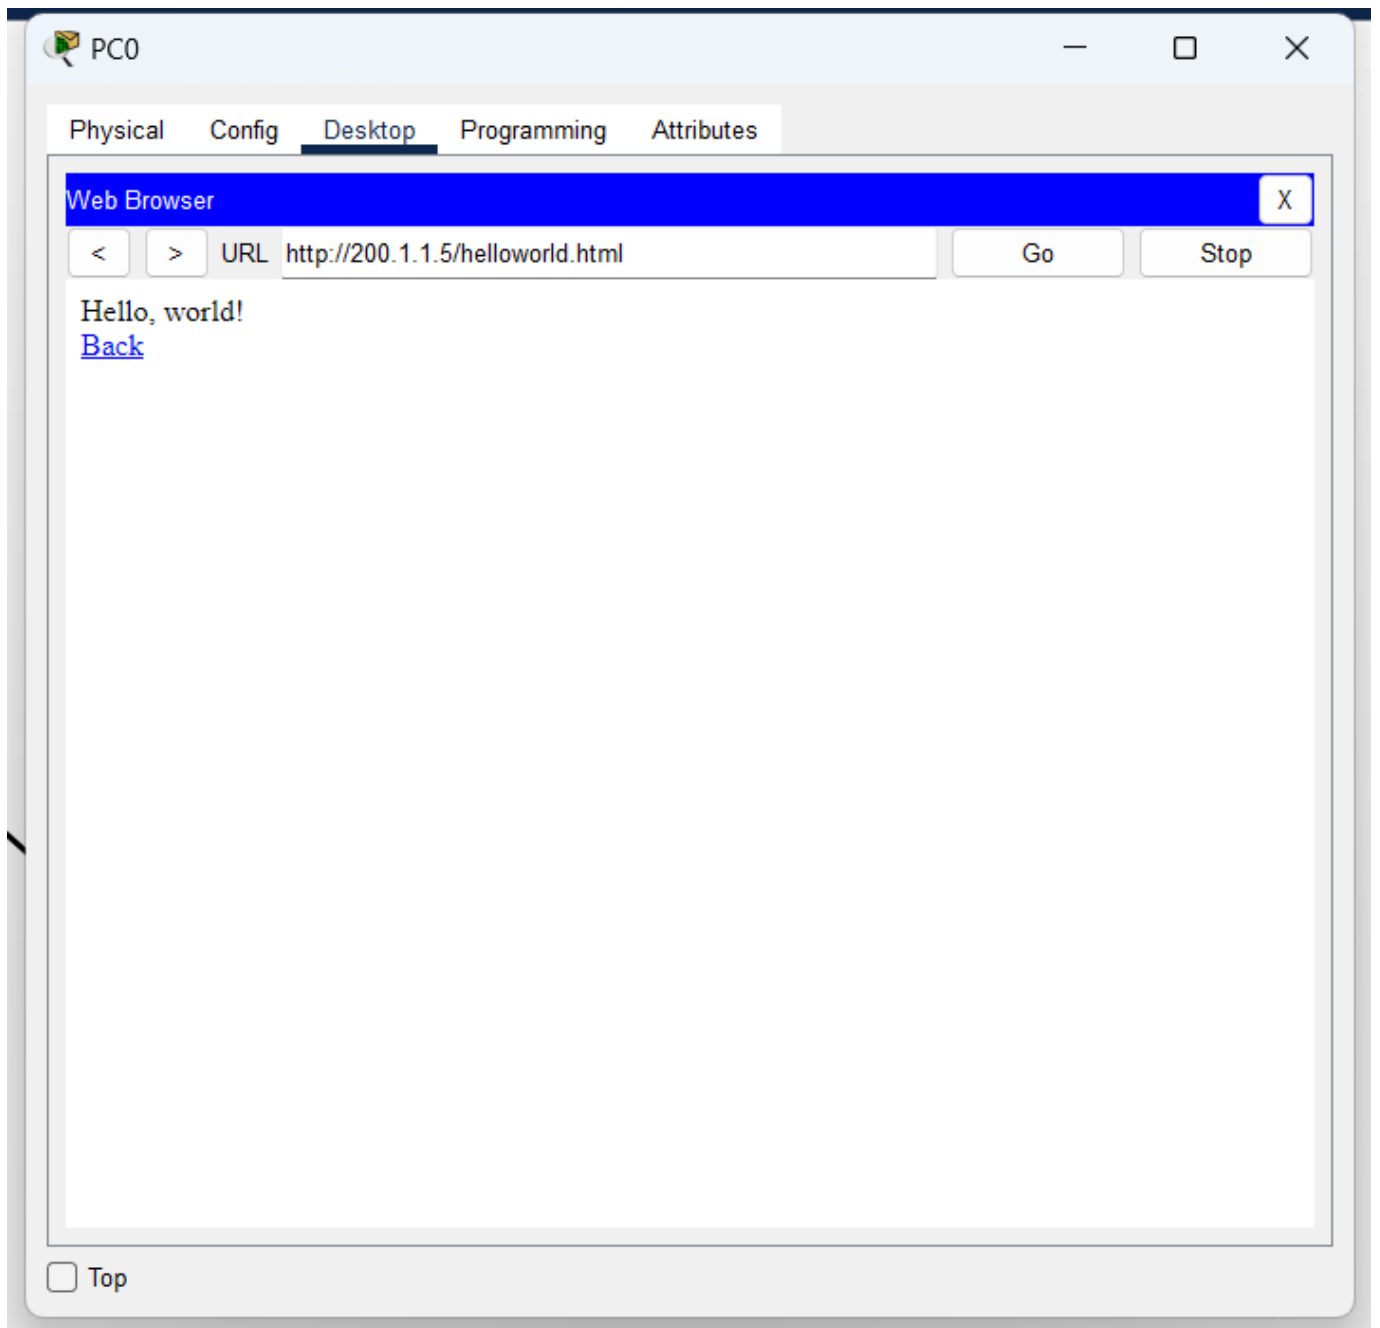 PC0
Physical Config Desktop Programming Attributes
Web Browser X
< > URL http://200.1.1.5/helloworld.html Go Stop
Hello, world!
Back
Top